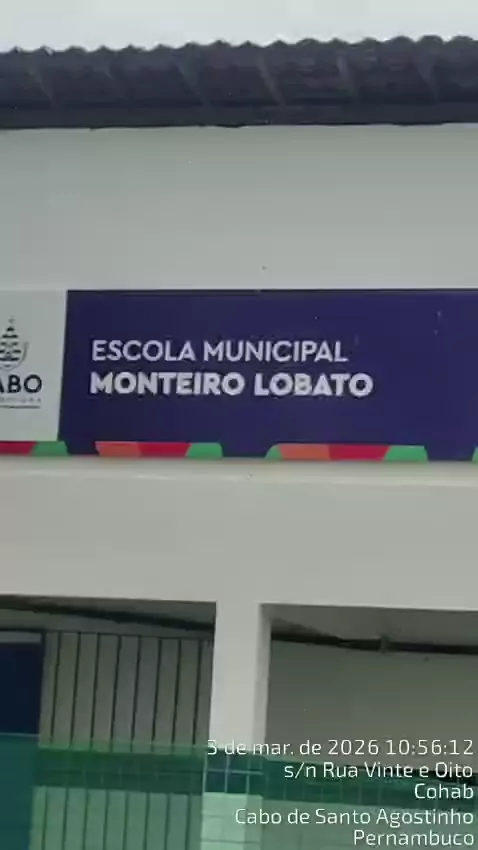 ESCOLA MUNICIPAL
MONTEIRO LOBATO
ABO
3 de mar. de 2026 10:56:12
s/n Rua Vinte e Oito
Cohab
Cabo de Santo Agostinho
Pernambuco